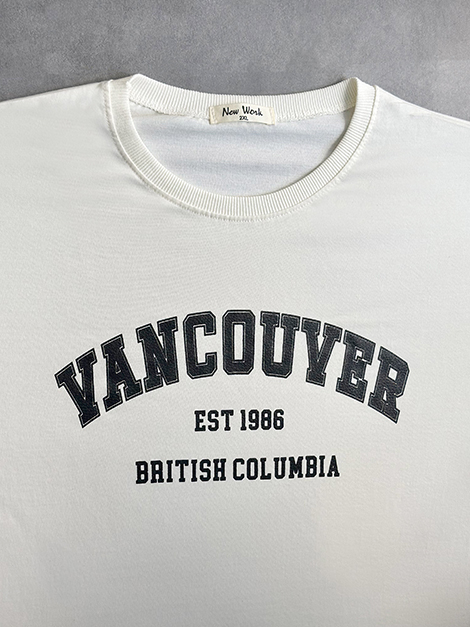 New Work
2XL
VANCOUVER
EST 1986
BRITISH COLUMBIA